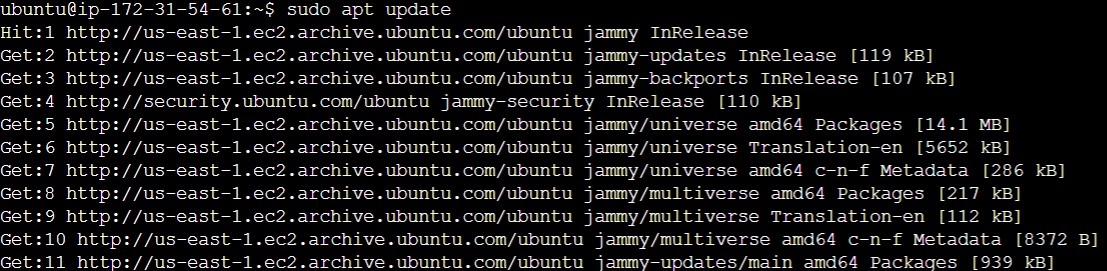 ubuntu@ip-172-31-54-61:~$ sudo apt update
Hit:1 http://us-east-1.ec2.archive.ubuntu.com/ubuntu jammy InRelease
Get:2 http://us-east-1.ec2.archive.ubuntu.com/ubuntu jammy-updates InRelease [119 kB]
Get:3 http://us-east-1.ec2.archive.ubuntu.com/ubuntu jammy-backports InRelease [107 kB]
Get:4 http://security.ubuntu.com/ubuntu jammy-security InRelease [110 kB]
Get:5 http://us-east-1.ec2.archive.ubuntu.com/ubuntu jammy/universe amd64 Packages [14.1 MB]
Get:6 http://us-east-1.ec2.archive.ubuntu.com/ubuntu jammy/universe Translation-en [5652 kB]
Get:7 http://us-east-1.ec2.archive.ubuntu.com/ubuntu jammy/universe amd64 c-n-f Metadata [286 kB]
Get:8 http://us-east-1.ec2.archive.ubuntu.com/ubuntu jammy/multiverse amd64 Packages [217 kB]
Get:9 http://us-east-1.ec2.archive.ubuntu.com/ubuntu jammy/multiverse Translation-en [112 kB]
Get:10 http://us-east-1.ec2.archive.ubuntu.com/ubuntu jammy/multiverse amd64 c-n-f Metadata [8372 B]
Get:11 http://us-east-1.ec2.archive.ubuntu.com/ubuntu jammy-updates/main amd64 Packages [939 kB]